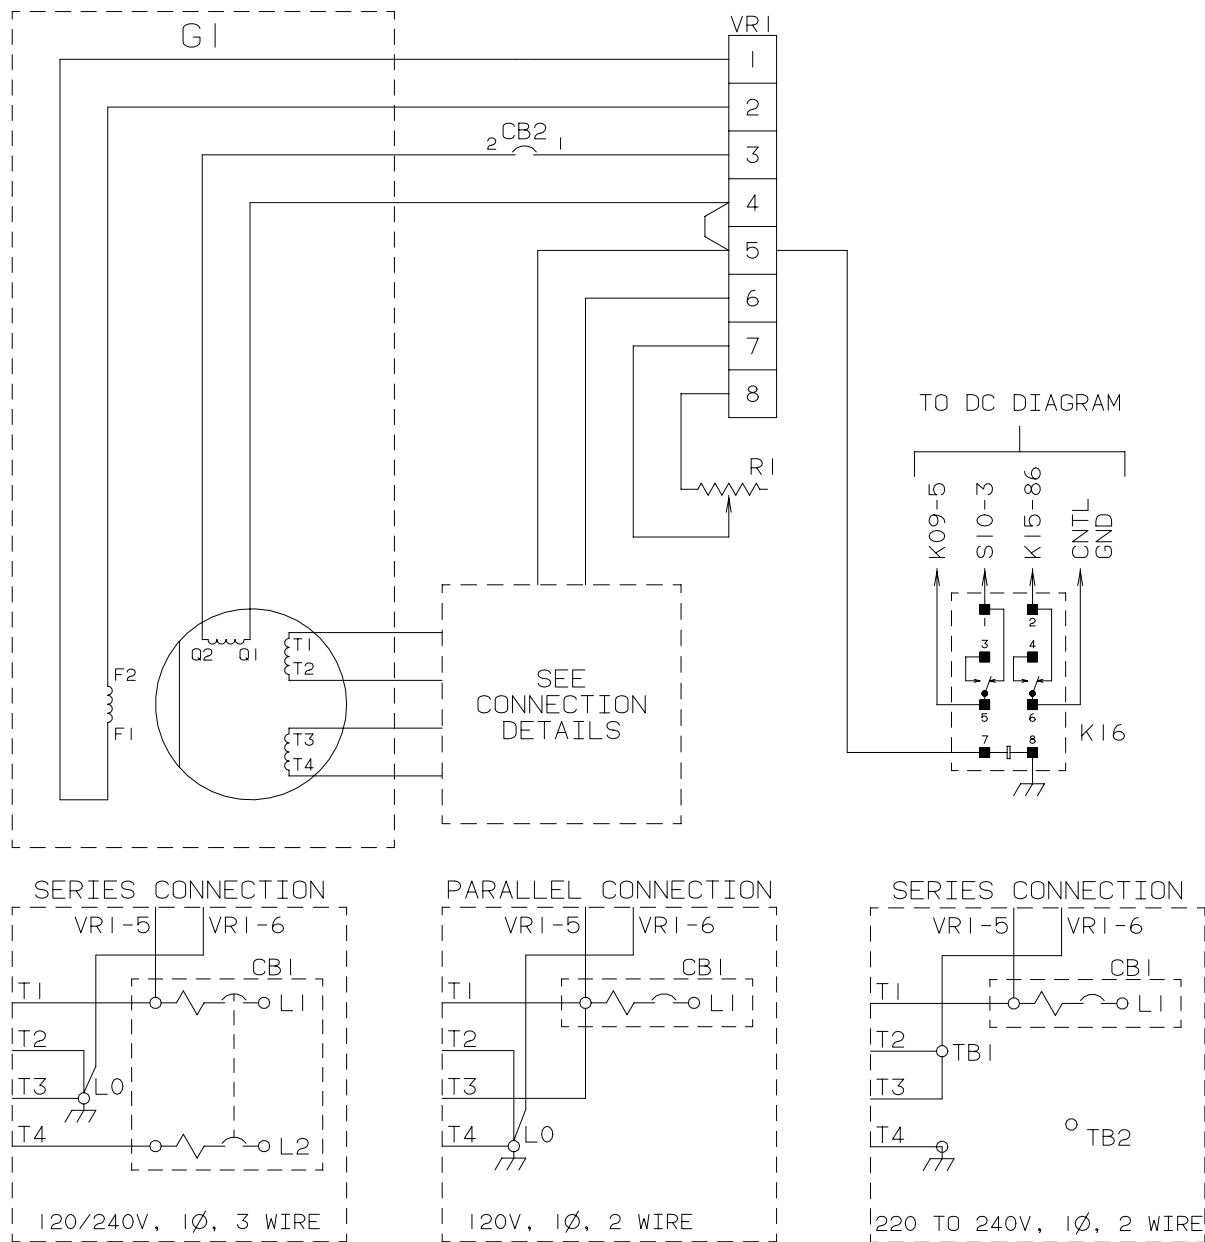 G1
VR1
1
2
3
4
5
6
7
8
2 CB2 1
R1
TO DC DIAGRAM
K09-5
S10-3
K15-86
CNTL
GND
1 2
3 4
5 6
7 8
K16
Q2 Q1
T1
T2
T3
T4
F2
F1
SEE
CONNECTION
DETAILS
SERIES CONNECTION
VR1-5 VR1-6
CB1
T1 L1
T2
T3 L0
T4 L2
120/240V, 1Ø, 3 WIRE
PARALLEL CONNECTION
VR1-5 VR1-6
CB1
T1 L1
T2
T3
T4 L0
120V, 1Ø, 2 WIRE
SERIES CONNECTION
VR1-5 VR1-6
CB1
T1 L1
T2 TB1
T3
T4 TB2
220 TO 240V, 1Ø, 2 WIRE